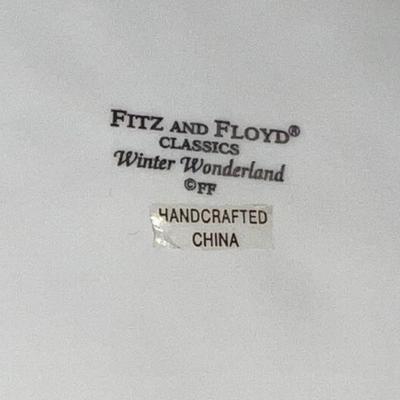 FITZ AND FLOYD®
CLASSICS
Winter Wonderland
©FF
HANDCRAFTED
CHINA